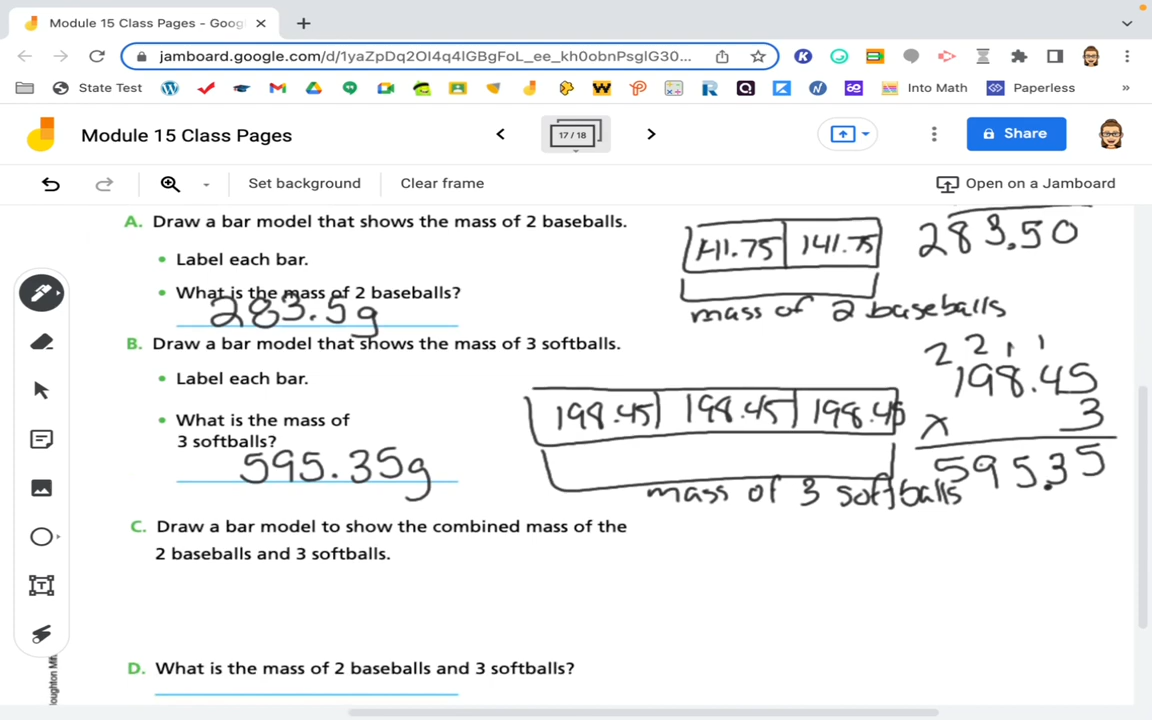 Module 15 Class Pages - Goog
jamboard.google.com/d/1yaZpDq2OI4q4lGBgFoL_ee_kh0obnPsglG30...
State Test
Into Math
Paperless
Module 15 Class Pages
17 / 18
Share
Set background
Clear frame
Open on a Jamboard
A. Draw a bar model that shows the mass of 2 baseballs.
• Label each bar.
• What is the mass of 2 baseballs?
283.5g
141.75 141.75
mass of 2 baseballs
283.50
B. Draw a bar model that shows the mass of 3 softballs.
• Label each bar.
• What is the mass of
3 softballs?
595.35g
198.45 198.45 198.45
mass of 3 softballs
2 2 1 1
198.45
x 3
595.35
C. Draw a bar model to show the combined mass of the
2 baseballs and 3 softballs.
D. What is the mass of 2 baseballs and 3 softballs?